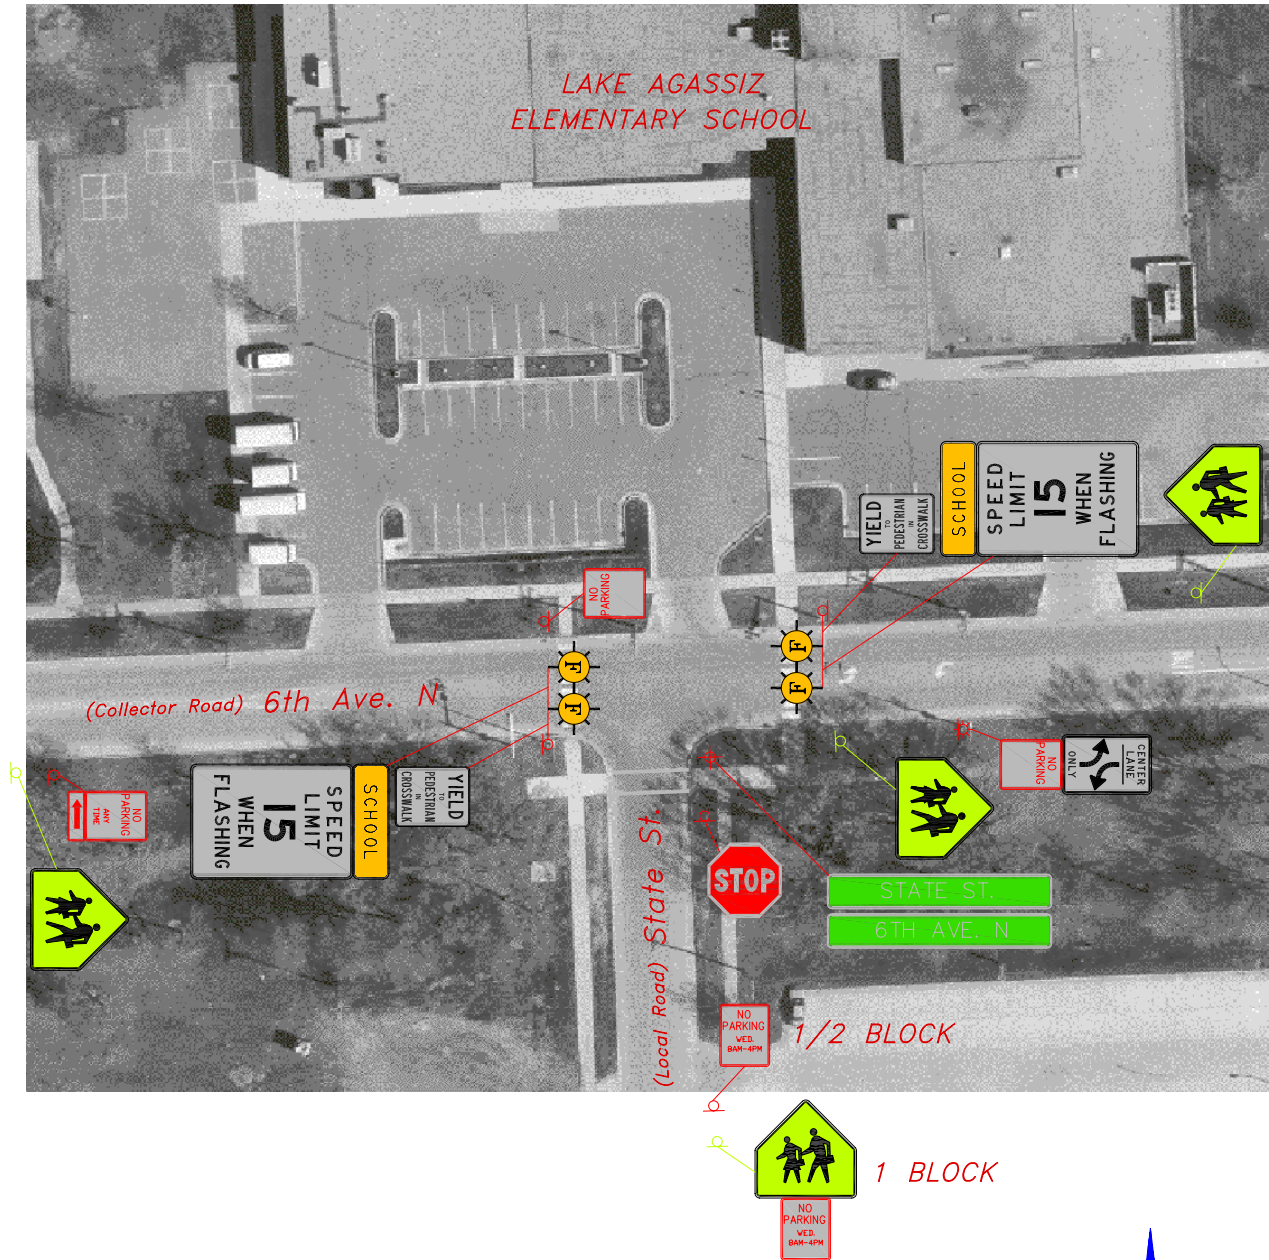 LAKE AGASSIZ
ELEMENTARY SCHOOL
YIELD
TO
PEDESTRIAN
IN
CROSSWALK
SCHOOL
SPEED
LIMIT
15
WHEN
FLASHING
NO
PARKING
F
F
F
F
(Collector Road) 6th Ave. N
NO
PARKING
ANY
TIME
SCHOOL
SPEED
LIMIT
15
WHEN
FLASHING
YIELD
TO
PEDESTRIAN
IN
CROSSWALK
NO
PARKING
CENTER
LANE
ONLY
(Local Road) State St.
STOP
STATE ST.
6TH AVE. N
NO
PARKING
WED.
8AM-4PM
1/2 BLOCK
1 BLOCK
NO
PARKING
WED.
8AM-4PM